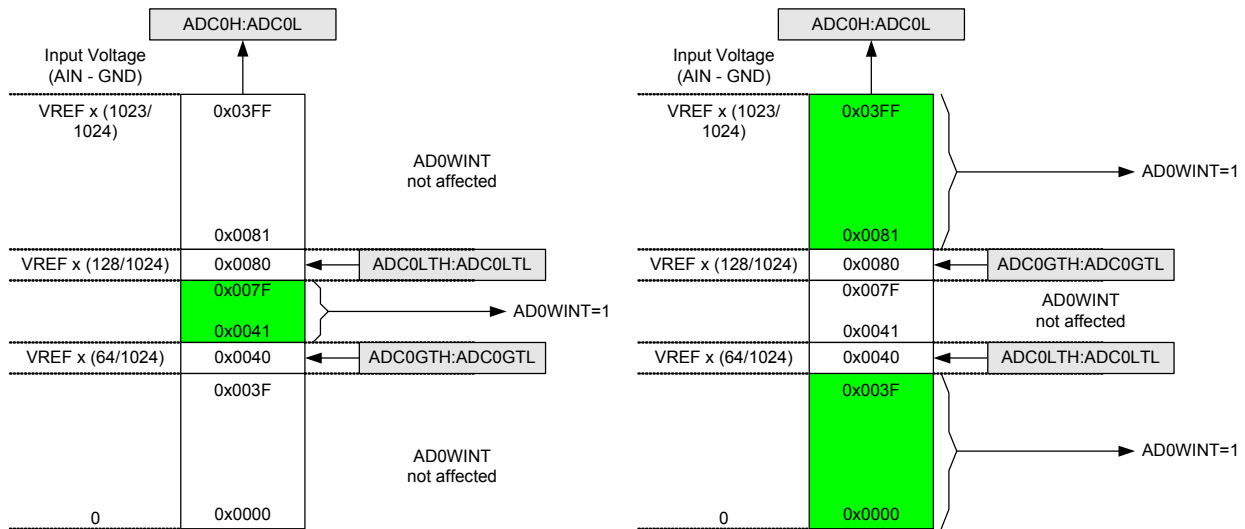 ADC0H:ADC0L
Input Voltage
(AIN - GND)
VREF x (1023/
1024)
0x03FF
AD0WINT
not affected
0x0081
VREF x (128/1024)
0x0080
ADC0LTH:ADC0LTL
0x007F
AD0WINT=1
0x0041
VREF x (64/1024)
0x0040
ADC0GTH:ADC0GTL
0x003F
AD0WINT
not affected
0
0x0000
ADC0H:ADC0L
Input Voltage
(AIN - GND)
VREF x (1023/
1024)
0x03FF
AD0WINT=1
0x0081
VREF x (128/1024)
0x0080
ADC0GTH:ADC0GTL
0x007F
AD0WINT
not affected
0x0041
VREF x (64/1024)
0x0040
ADC0LTH:ADC0LTL
0x003F
AD0WINT=1
0
0x0000